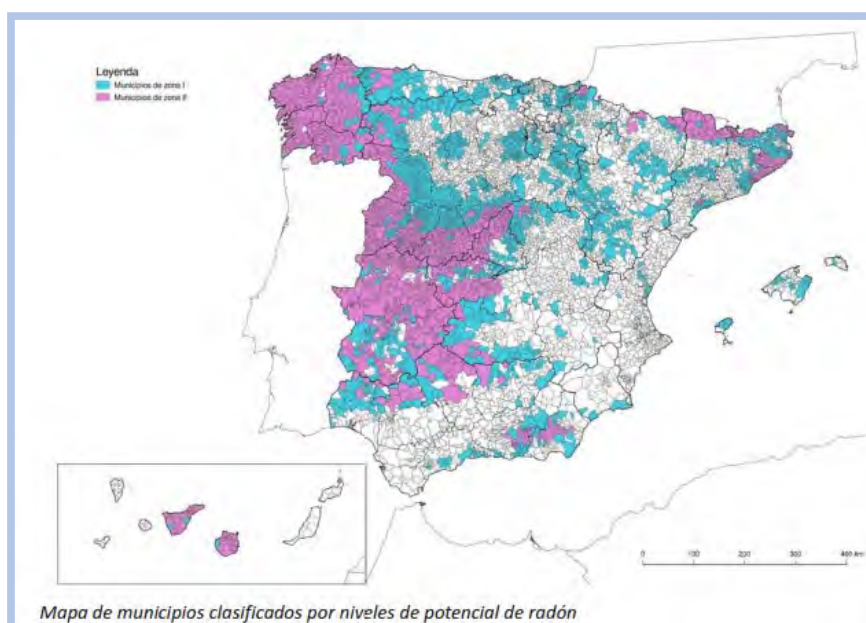 Leyenda
Municipios de zona I
Municipios de zona II
0 100 200 300 400 km
Mapa de municipios clasificados por niveles de potencial de radón